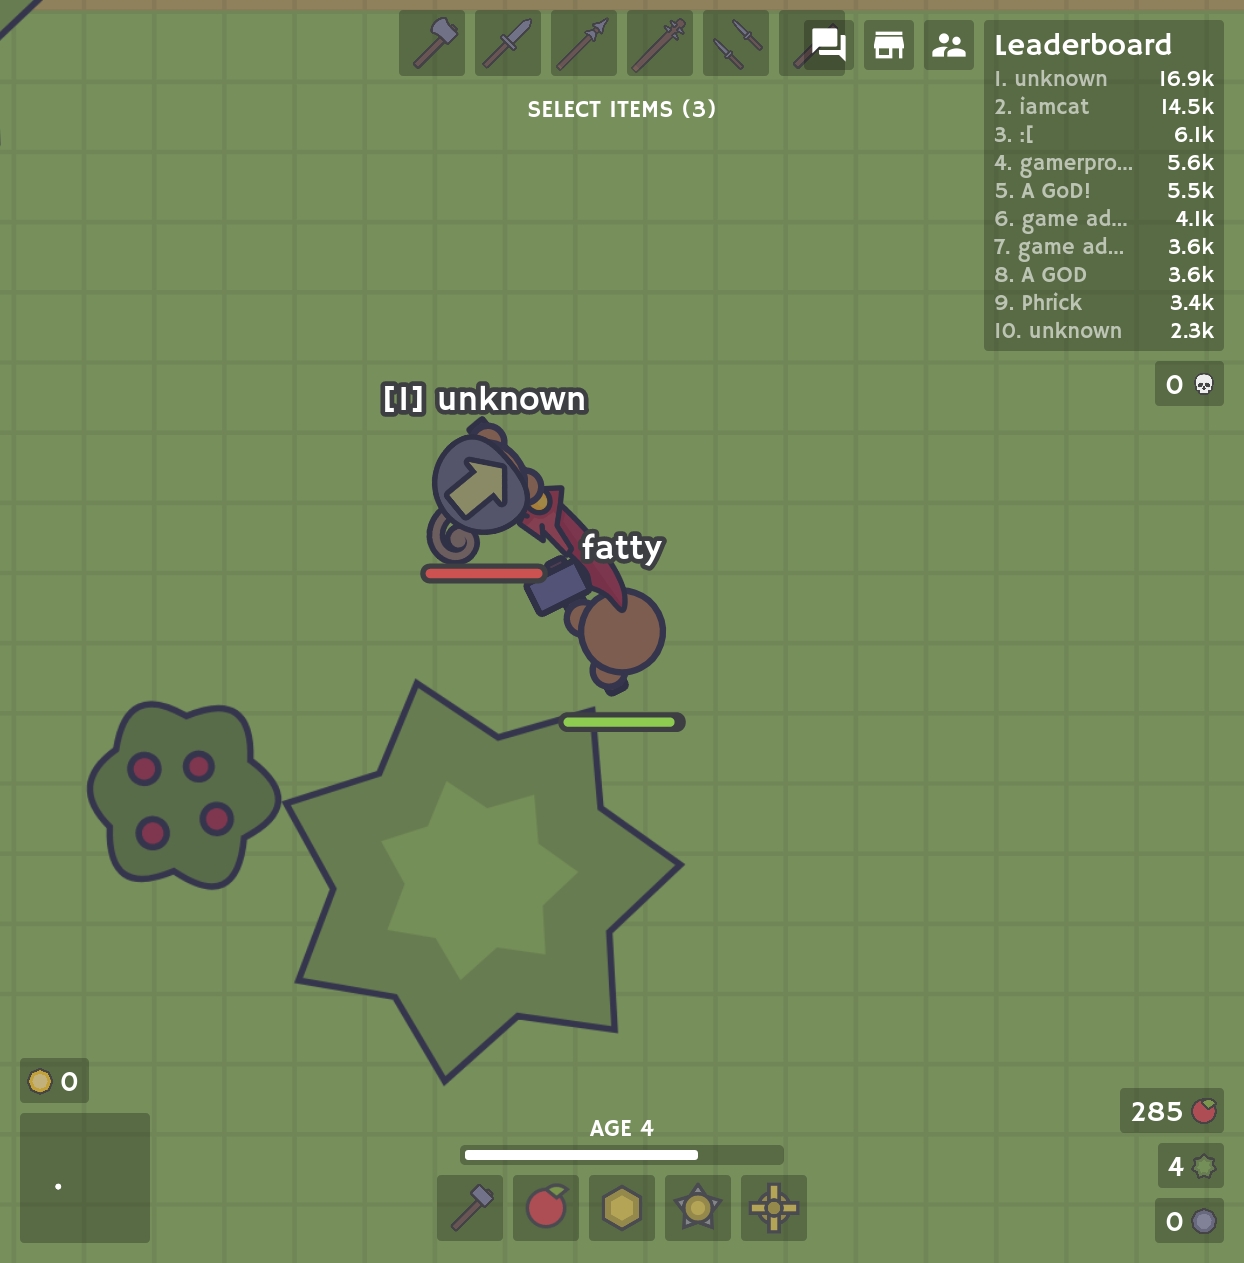 SELECT ITEMS (3)
Leaderboard
1. unknown 16.9k
2. iamcat 14.5k
3. :[ 6.1k
4. gamerpro... 5.6k
5. A GoD! 5.5k
6. game ad... 4.1k
7. game ad... 3.6k
8. A GOD 3.6k
9. Phrick 3.4k
10. unknown 2.3k
0
[I] unknown
fatty
0
285
AGE 4
4
0